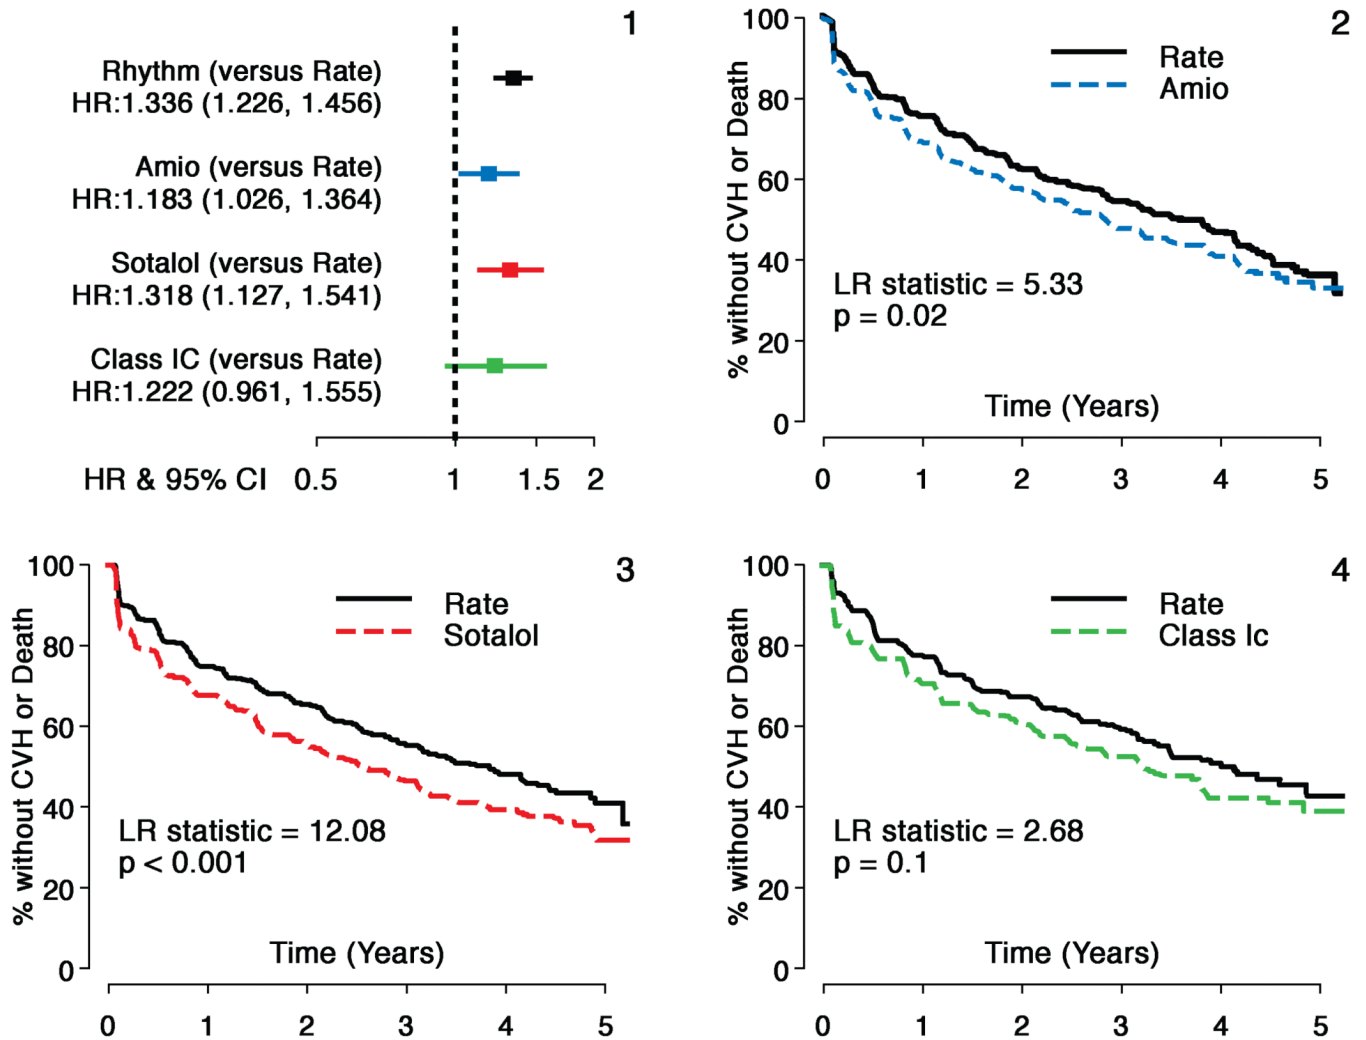 1
Rhythm (versus Rate)
HR:1.336 (1.226, 1.456)
Amio (versus Rate)
HR:1.183 (1.026, 1.364)
Sotalol (versus Rate)
HR:1.318 (1.127, 1.541)
Class IC (versus Rate)
HR:1.222 (0.961, 1.555)
HR & 95% CI 0.5 1 1.5 2
2
% without CVH or Death
100
80
60
40
20
0
Rate
Amio
LR statistic = 5.33
p = 0.02
Time (Years)
0 1 2 3 4 5
3
% without CVH or Death
100
80
60
40
20
0
Rate
Sotalol
LR statistic = 12.08
p < 0.001
Time (Years)
0 1 2 3 4 5
4
% without CVH or Death
100
80
60
40
20
0
Rate
Class Ic
LR statistic = 2.68
p = 0.1
Time (Years)
0 1 2 3 4 5